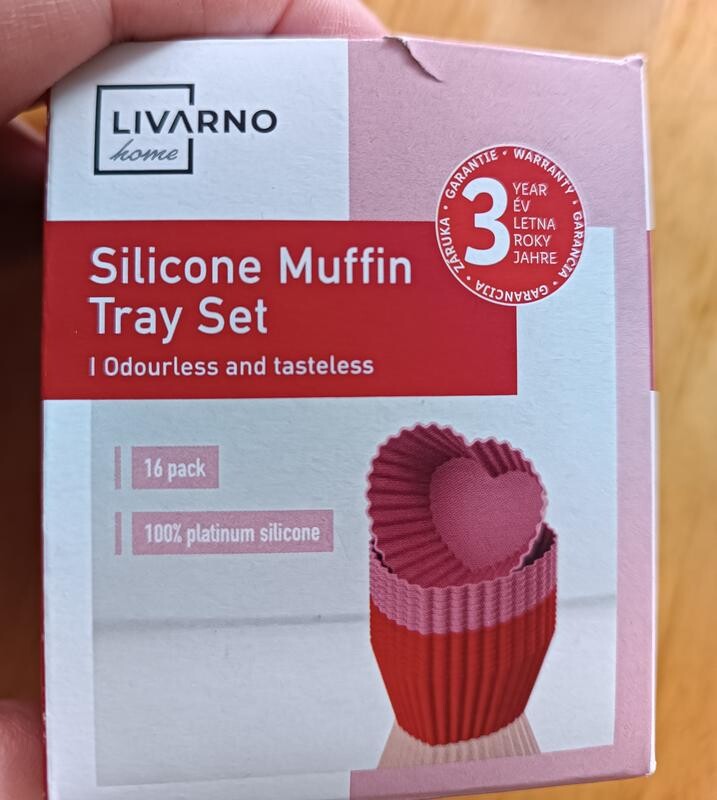 LIVARNO
home
GARANTIE • WARRANTY • GARANCIA • GARANCIJA • ZÁRUKA •
3
YEAR
ÉV
LETNA
ROKY
JAHRE
Silicone Muffin
Tray Set
Odourless and tasteless
16 pack
100% platinum silicone